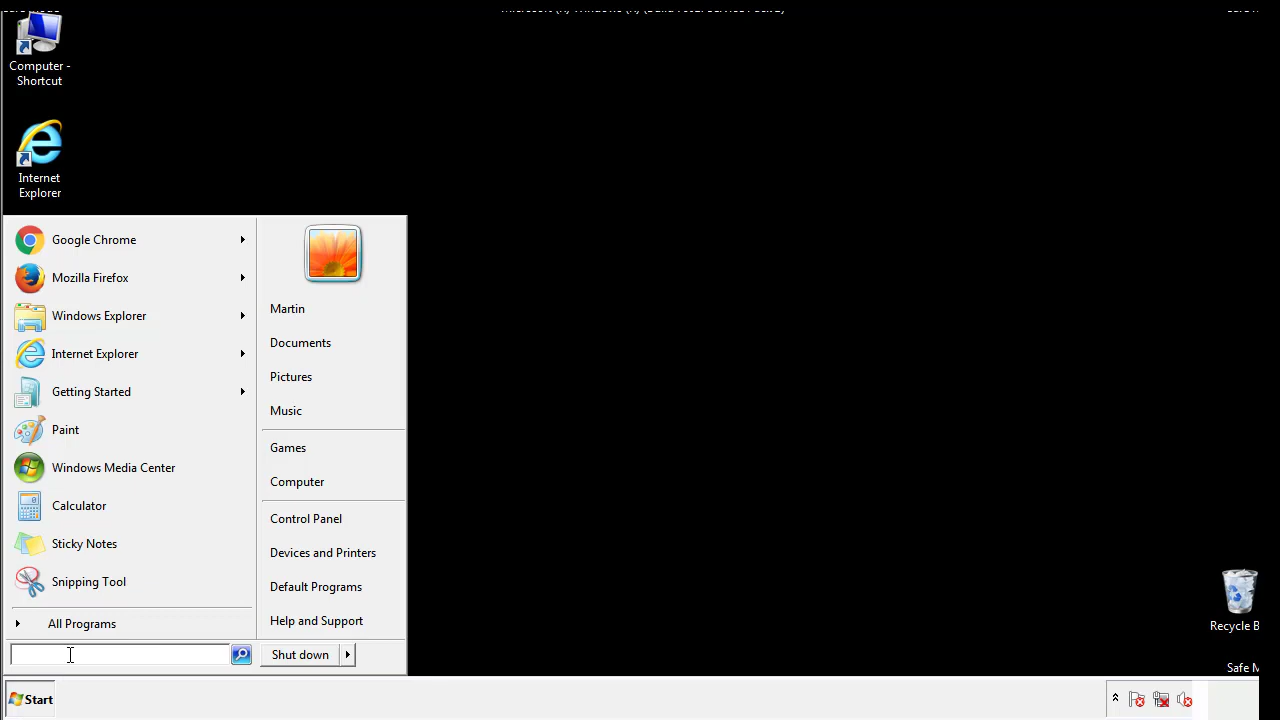 Computer -
Shortcut
Internet
Explorer
Google Chrome
Mozilla Firefox
Windows Explorer
Internet Explorer
Getting Started
Paint
Windows Media Center
Calculator
Sticky Notes
Snipping Tool
All Programs
Martin
Documents
Pictures
Music
Games
Computer
Control Panel
Devices and Printers
Default Programs
Help and Support
Shut down
Recycle B
Safe M
Start